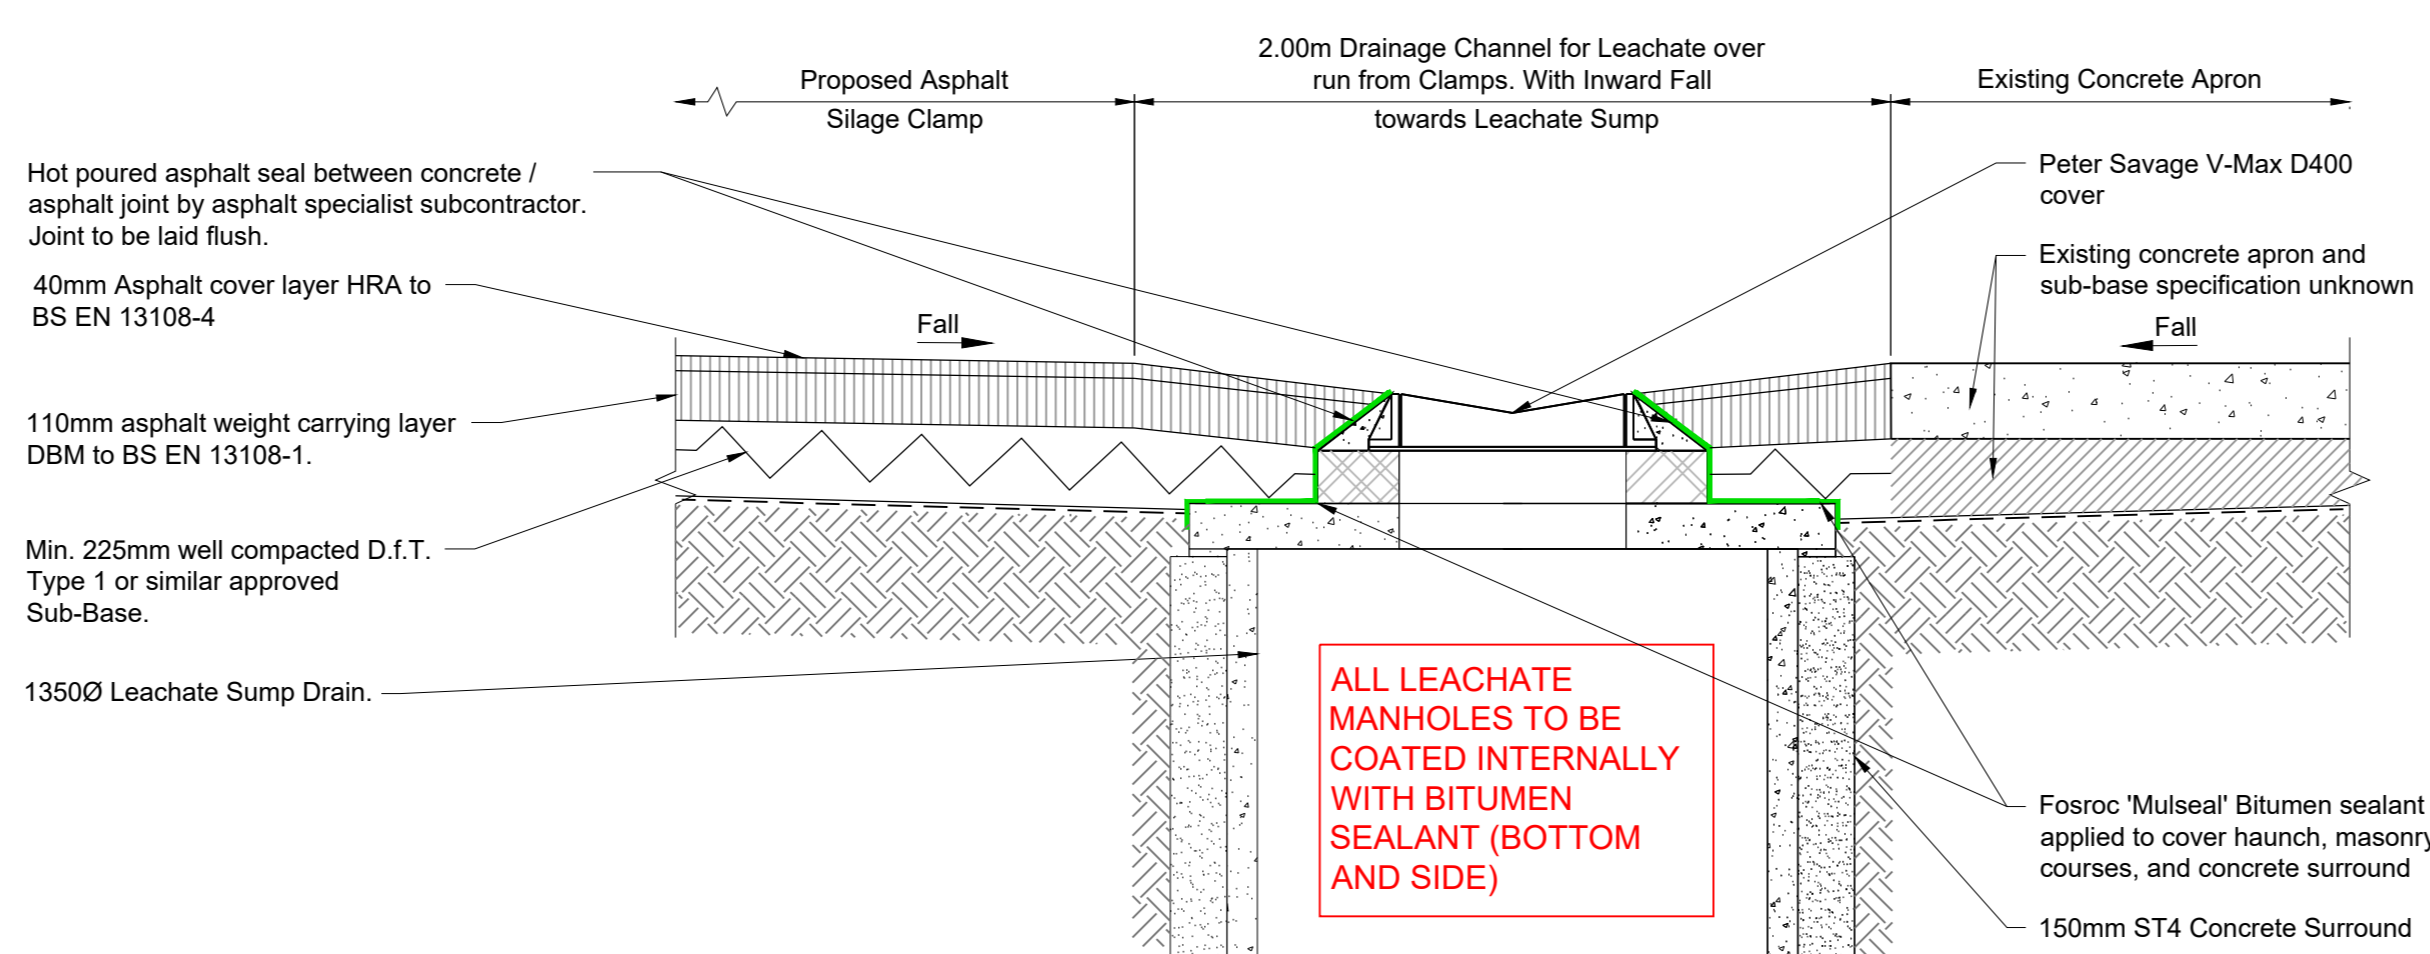 2.00m Drainage Channel for Leachate over
run from Clamps. With Inward Fall
towards Leachate Sump
Proposed Asphalt
Silage Clamp
Existing Concrete Apron
Hot poured asphalt seal between concrete /
asphalt joint by asphalt specialist subcontractor.
Joint to be laid flush.
40mm Asphalt cover layer HRA to
BS EN 13108-4
110mm asphalt weight carrying layer
DBM to BS EN 13108-1.
Min. 225mm well compacted D.f.T.
Type 1 or similar approved
Sub-Base.
1350Ø Leachate Sump Drain.
Fall
Peter Savage V-Max D400
cover
Existing concrete apron and
sub-base specification unknown
Fall
ALL LEACHATE
MANHOLES TO BE
COATED INTERNALLY
WITH BITUMEN
SEALANT (BOTTOM
AND SIDE)
Fosroc 'Mulseal' Bitumen sealant
applied to cover haunch, masonry
courses, and concrete surround
150mm ST4 Concrete Surround